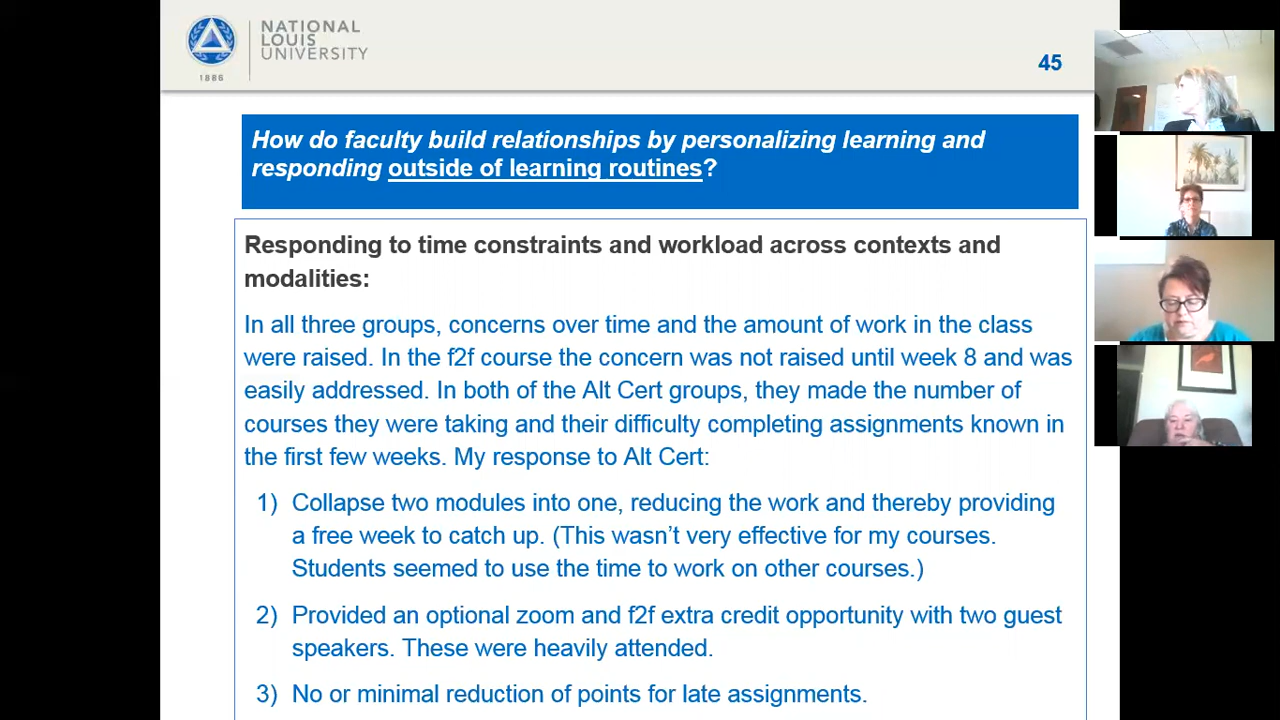 NATIONAL
LOUIS
UNIVERSITY
1886
45
How do faculty build relationships by personalizing learning and
responding outside of learning routines?
Responding to time constraints and workload across contexts and
modalities:
In all three groups, concerns over time and the amount of work in the class
were raised. In the f2f course the concern was not raised until week 8 and was
easily addressed. In both of the Alt Cert groups, they made the number of
courses they were taking and their difficulty completing assignments known in
the first few weeks. My response to Alt Cert:
1) Collapse two modules into one, reducing the work and thereby providing
a free week to catch up. (This wasn’t very effective for my courses.
Students seemed to use the time to work on other courses.)
2) Provided an optional zoom and f2f extra credit opportunity with two guest
speakers. These were heavily attended.
3) No or minimal reduction of points for late assignments.